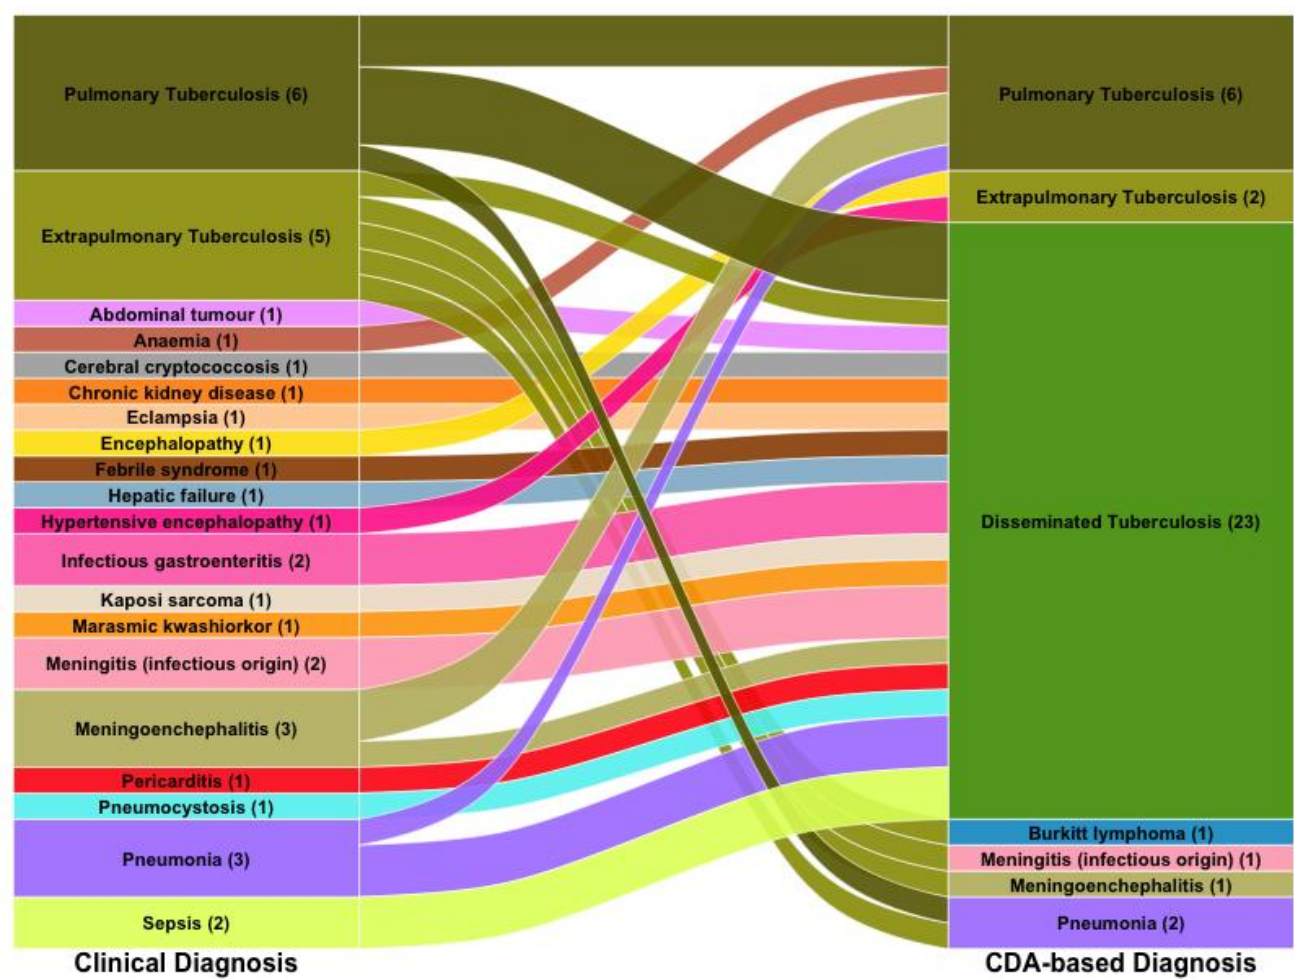 Pulmonary Tuberculosis (6)
Extrapulmonary Tuberculosis (5)
Abdominal tumour (1)
Anaemia (1)
Cerebral cryptococcosis (1)
Chronic kidney disease (1)
Eclampsia (1)
Encephalopathy (1)
Febrile syndrome (1)
Hepatic failure (1)
Hypertensive encephalopathy (1)
Infectious gastroenteritis (2)
Kaposi sarcoma (1)
Marasmic kwashiorkor (1)
Meningitis (infectious origin) (2)
Meningoenchephalitis (3)
Pericarditis (1)
Pneumocystosis (1)
Pneumonia (3)
Sepsis (2)
Clinical Diagnosis
Pulmonary Tuberculosis (6)
Extrapulmonary Tuberculosis (2)
Disseminated Tuberculosis (23)
Burkitt lymphoma (1)
Meningitis (infectious origin) (1)
Meningoenchephalitis (1)
Pneumonia (2)
CDA-based Diagnosis